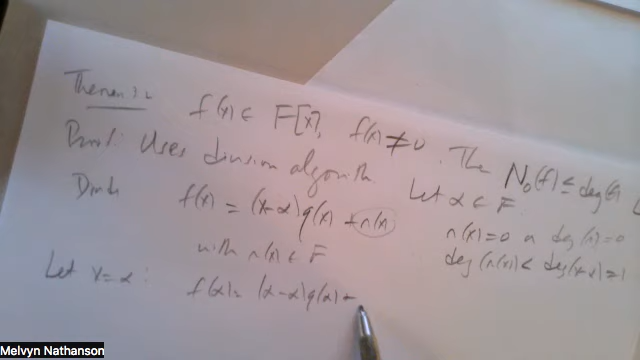 Theorem:
f(x) ∈ F[x], f(x) ≠ 0. The N₀(f) ≤ deg(f)
Proof: Uses division algorithm. Let α ∈ F
f(x) = (x-α)q(x) + r(x)
r(x) = 0 or deg(r) = 0
with r(x) ∈ F
deg(r(x)) < deg(x-α) = 1
Let x = α: f(α) = (α-α)q(α) +
Melvyn Nathanson